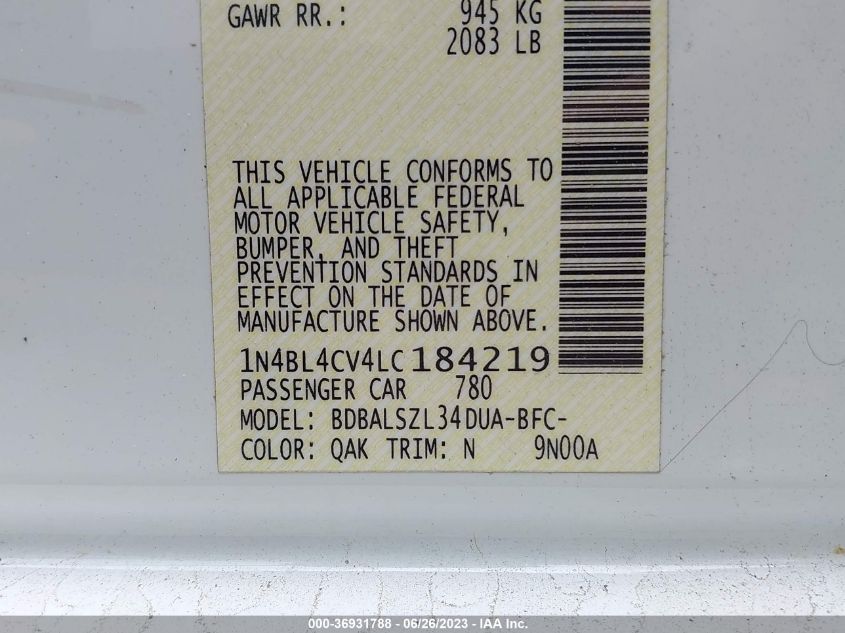 GAWR RR.: 945 KG
2083 LB
THIS VEHICLE CONFORMS TO
ALL APPLICABLE FEDERAL
MOTOR VEHICLE SAFETY,
BUMPER, AND THEFT
PREVENTION STANDARDS IN
EFFECT ON THE DATE OF
MANUFACTURE SHOWN ABOVE.
1N4BL4CV4LC184219
PASSENGER CAR 780
MODEL: BDBALSZL34DUA-BFC-
COLOR: QAK TRIM: N 9N00A
000-36931788 - 06/26/2023 - IAA Inc.